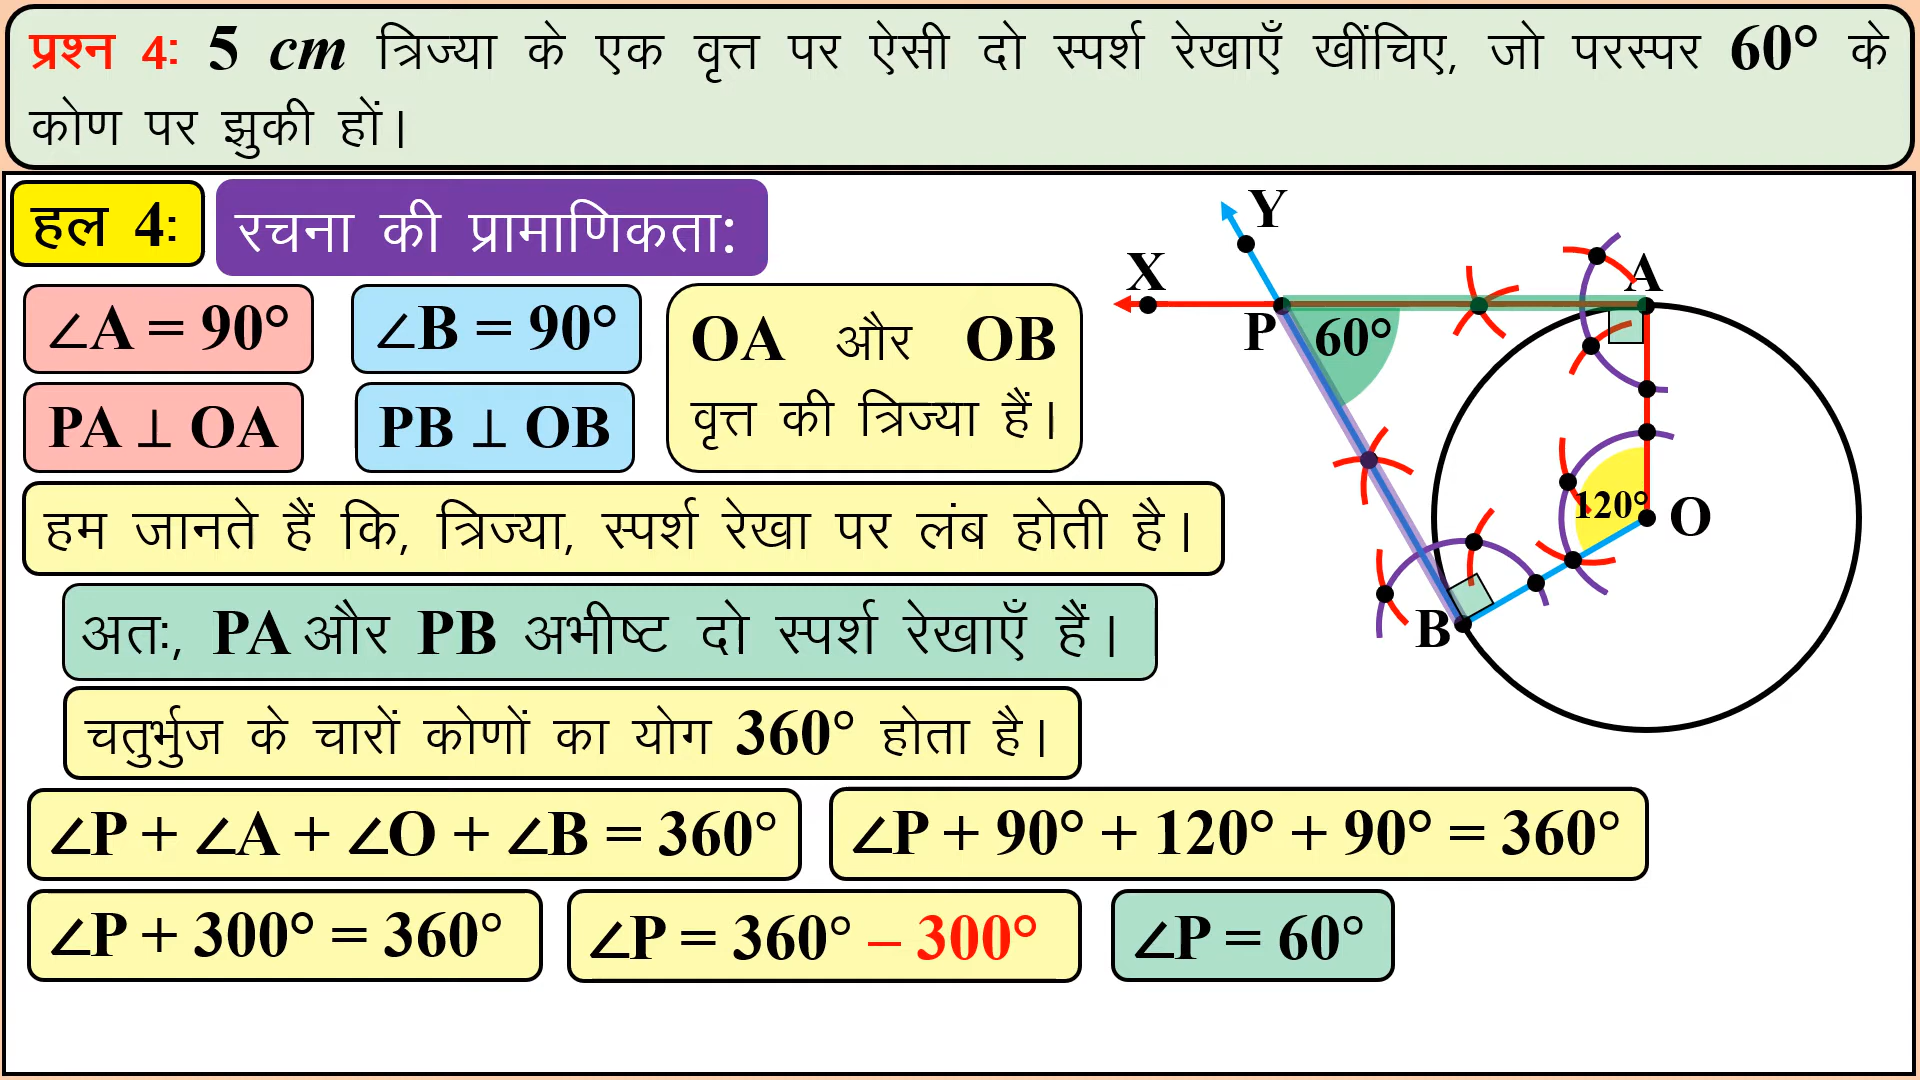 प्रश्न 4: 5 cm त्रिज्या के एक वृत्त पर ऐसी दो स्पर्श रेखाएँ खींचिए, जो परस्पर 60° के
कोण पर झुकी हों।
हल 4:
रचना की प्रामाणिकता:
∠A = 90°
∠B = 90°
PA ⊥ OA
PB ⊥ OB
OA और OB
वृत्त की त्रिज्या हैं।
हम जानते हैं कि, त्रिज्या, स्पर्श रेखा पर लंब होती है।
अतः, PA और PB अभीष्ट दो स्पर्श रेखाएँ हैं।
चतुर्भुज के चारों कोणों का योग 360° होता है।
∠P + ∠A + ∠O + ∠B = 360°
∠P + 90° + 120° + 90° = 360°
∠P + 300° = 360°
∠P = 360° – 300°
∠P = 60°
Y
X
A
P
60°
120°
O
B